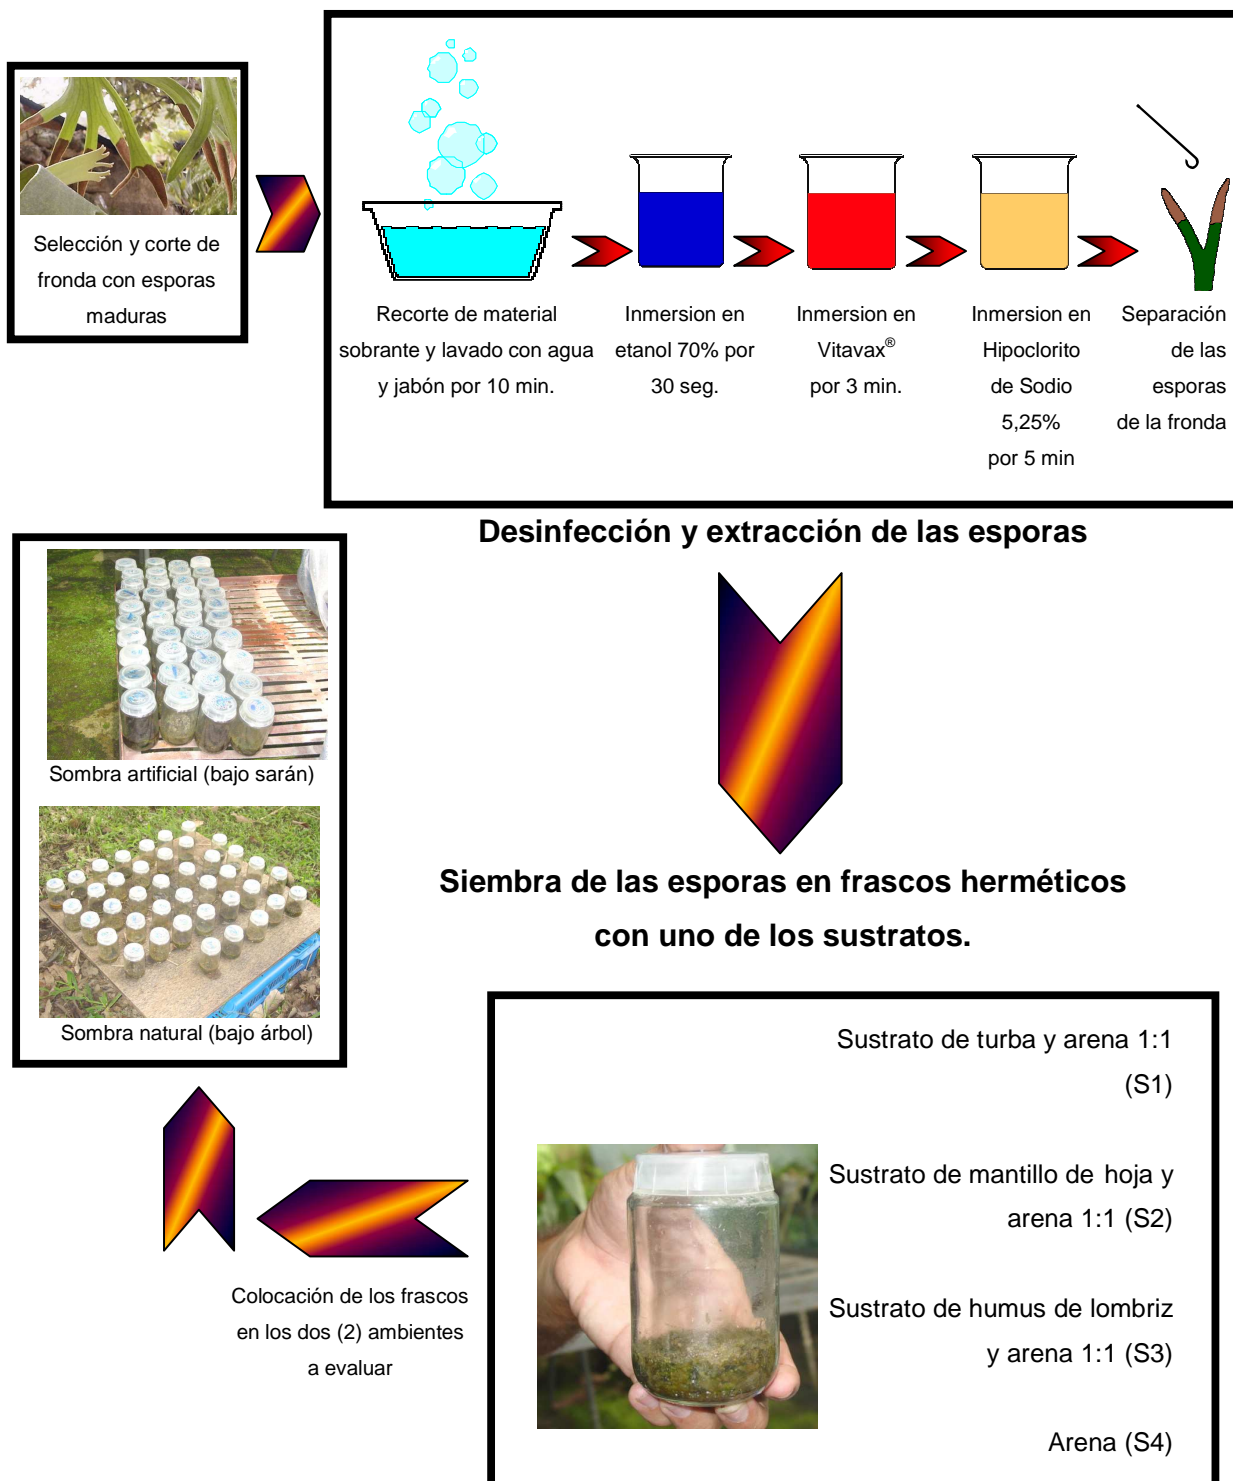 Selección y corte de
fronda con esporas
maduras
Recorte de material
sobrante y lavado con agua
y jabón por 10 min.
Inmersion en
etanol 70% por
30 seg.
Inmersion en
Vitavax®
por 3 min.
Inmersion en
Hipoclorito
de Sodio
5,25%
por 5 min
Separación
de las
esporas
de la fronda
Desinfección y extracción de las esporas
Siembra de las esporas en frascos herméticos
con uno de los sustratos.
Sustrato de turba y arena 1:1
(S1)
Sustrato de mantillo de hoja y
arena 1:1 (S2)
Sustrato de humus de lombriz
y arena 1:1 (S3)
Arena (S4)
Colocación de los frascos
en los dos (2) ambientes
a evaluar
Sombra artificial (bajo sarán)
Sombra natural (bajo árbol)